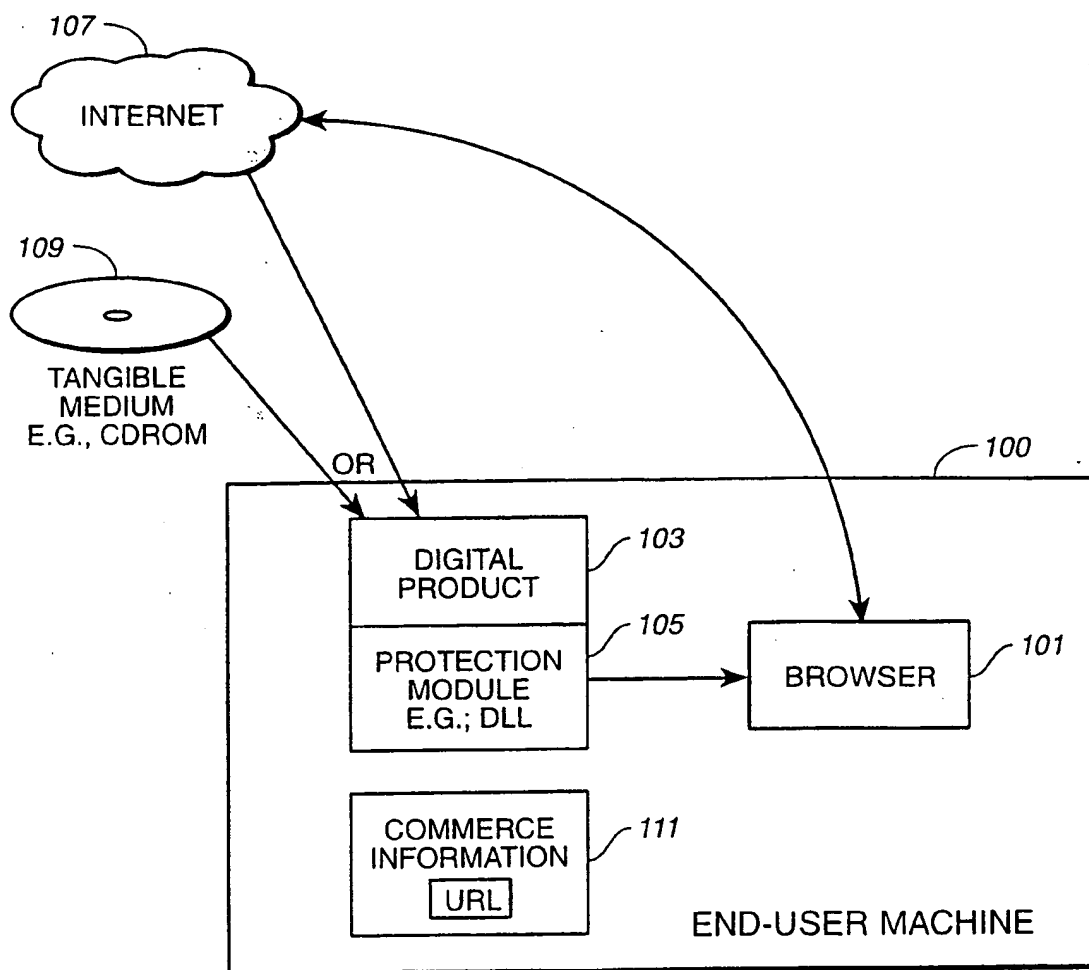 107
INTERNET
109
TANGIBLE
MEDIUM
E.G., CDROM
OR
100
DIGITAL
PRODUCT
103
PROTECTION
MODULE
E.G.; DLL
105
BROWSER
101
COMMERCE
INFORMATION
URL
111
END-USER MACHINE